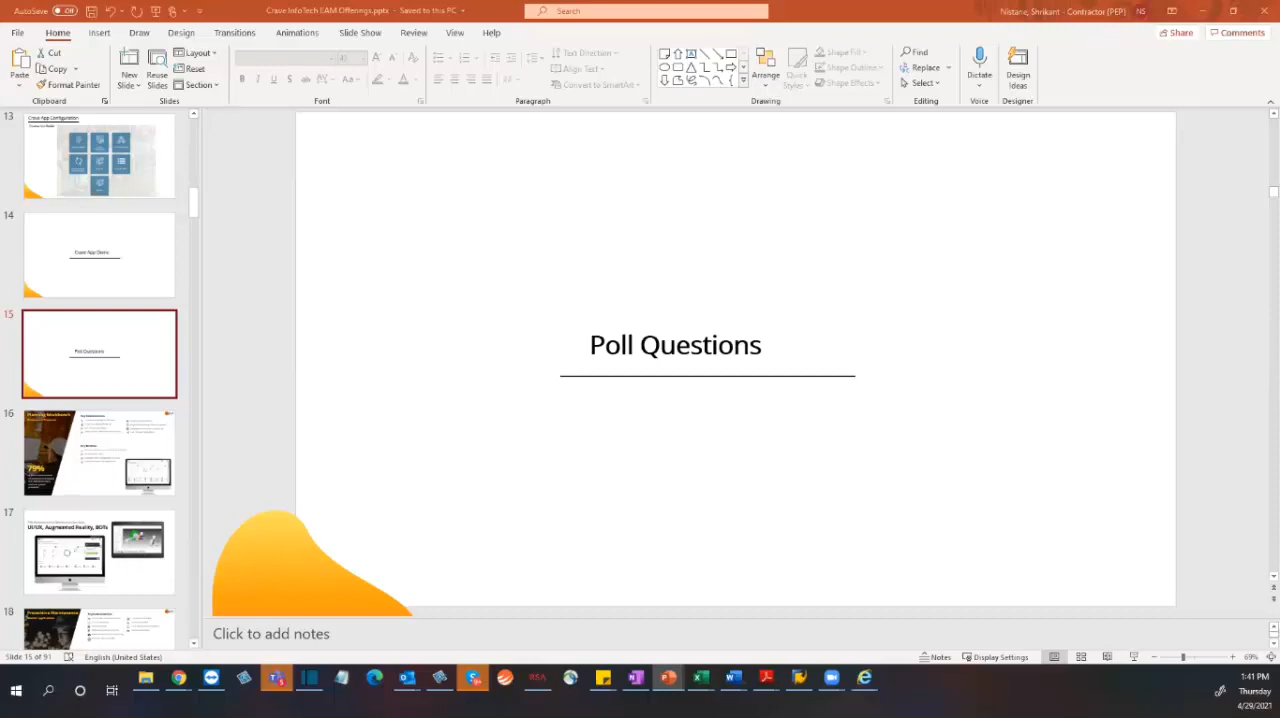 AutoSave Off Crave InfoTech EAM Offerings.pptx - Saved to this PC Search Nistane, Shrikant - Contractor (PEP) NS
File Home Insert Draw Design Transitions Animations Slide Show Review View Help Share Comments
Paste Cut Copy Format Painter
New Slide Reuse Slides Layout Reset Section
Text Direction Align Text Convert to SmartArt
Arrange Quick Styles Shape Fill Shape Outline Shape Effects
Find Replace Select
Dictate Design Ideas
Clipboard Slides Font Paragraph Drawing Editing Voice Designer
13
Crave App Configuration
14
Crave App Demo
15
Poll Questions
16
Planning Workbench
79%
17
UI/UX, Augmented Reality, BOTs
18
Preventive Maintenance
Poll Questions
Click to add notes
Slide 15 of 91 English (United States) Notes Display Settings 69%
1:41 PM
Thursday
4/29/2021